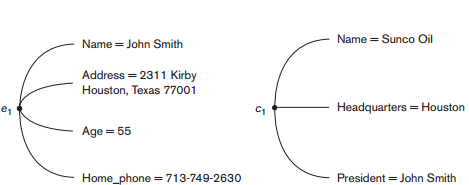 Name = John Smith
Address = 2311 Kirby
Houston, Texas 77001
e1
Age = 55
Home_phone = 713-749-2630
Name = Sunco Oil
c1
Headquarters = Houston
President = John Smith